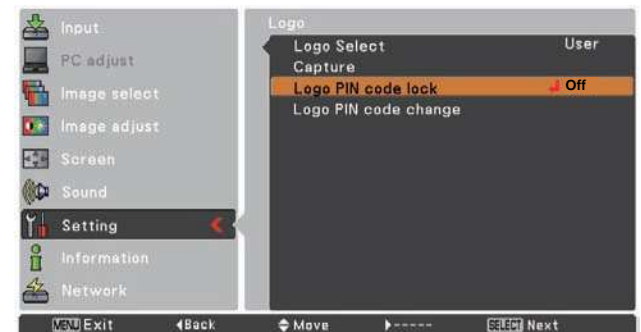 Input
PC adjust
Image select
Image adjust
Screen
Sound
Setting
Information
Network
Logo
Logo Select User
Capture
Logo PIN code lock Off
Logo PIN code change
MENU Exit ◀Back Move ▶----- SELECT Next